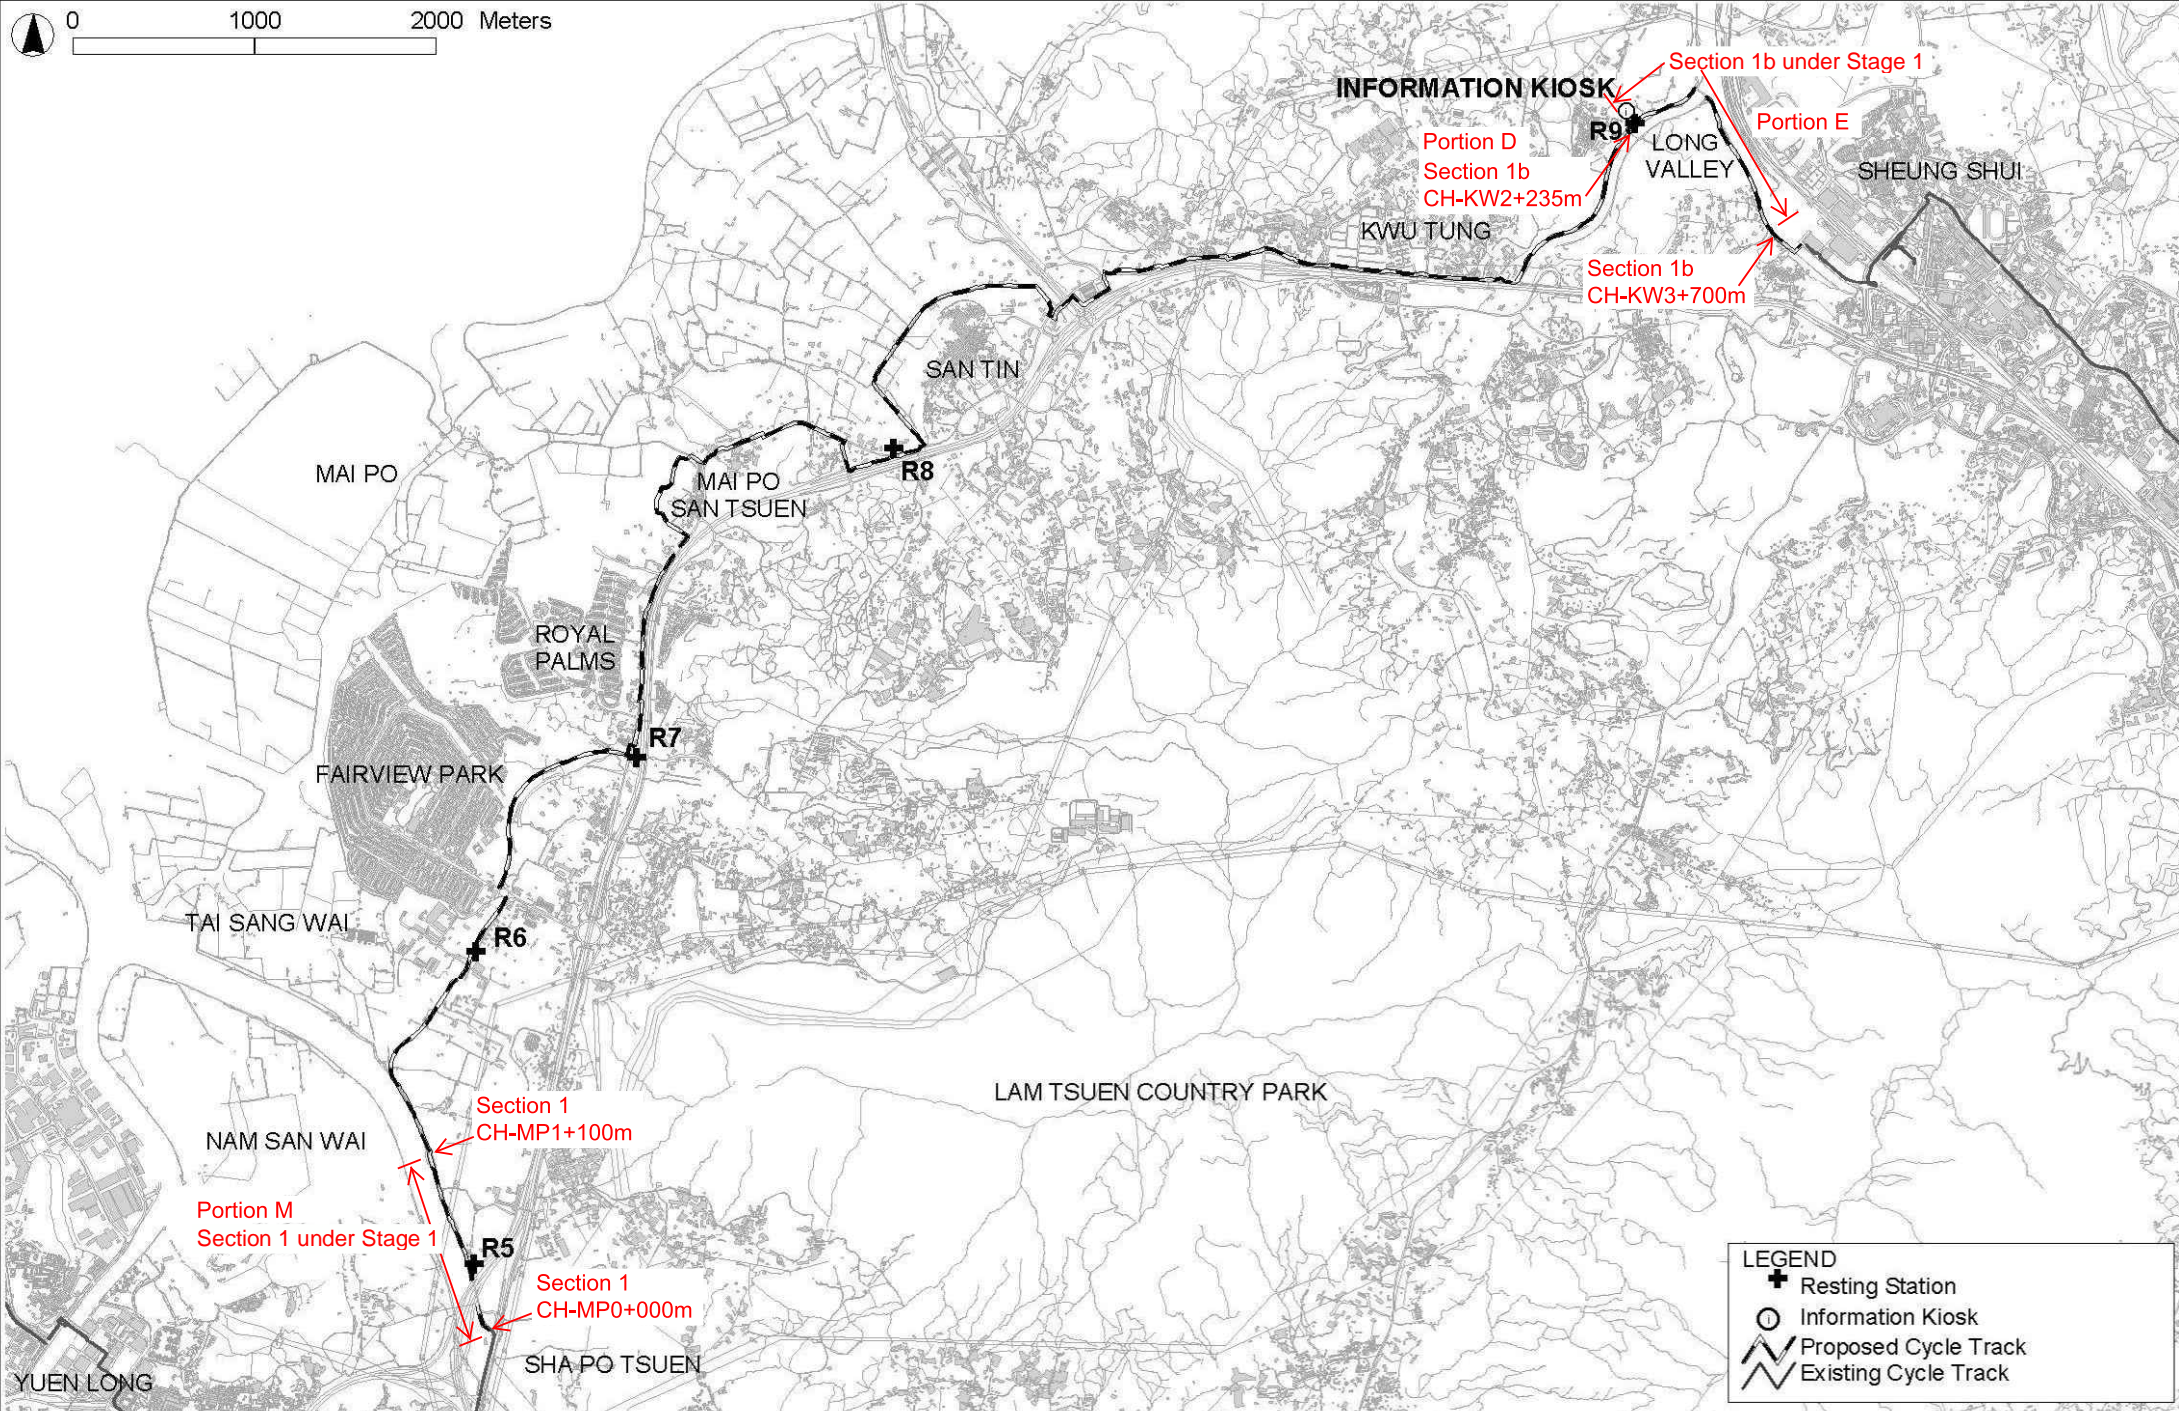 0 1000 2000 Meters
Section 1b under Stage 1
INFORMATION KIOSK
Portion E
R9
Portion D
LONG
VALLEY
Section 1b
CH-KW2+235m
SHEUNG SHUI
KWU TUNG
Section 1b
CH-KW3+700m
SAN TIN
MAI PO
R8
MAI PO
SAN TSUEN
ROYAL
PALMS
R7
FAIRVIEW PARK
TAI SANG WAI
R6
LAM TSUEN COUNTRY PARK
Section 1
CH-MP1+100m
NAM SAN WAI
Portion M
Section 1 under Stage 1
R5
Section 1
CH-MP0+000m
SHA PO TSUEN
YUEN LONG
LEGEND
Resting Station
i Information Kiosk
Proposed Cycle Track
Existing Cycle Track